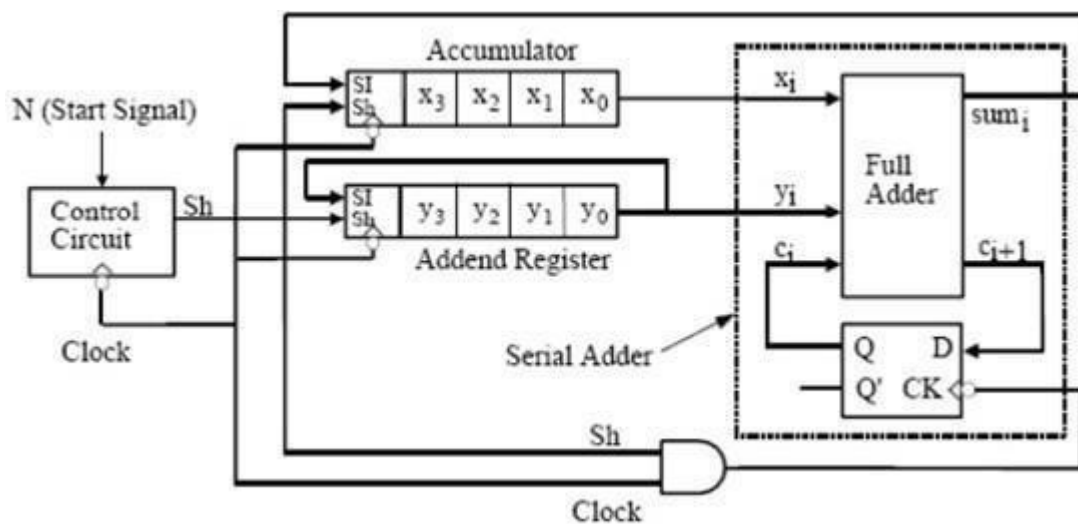 Accumulator
SI
Sh
x3 x2 x1 x0
xi
sumi
N (Start Signal)
Control
Circuit
Sh
SI
Sh
y3 y2 y1 y0
yi
Full
Adder
Addend Register
ci
ci+1
Clock
Serial Adder
Q D
Q' CK
Sh
Clock